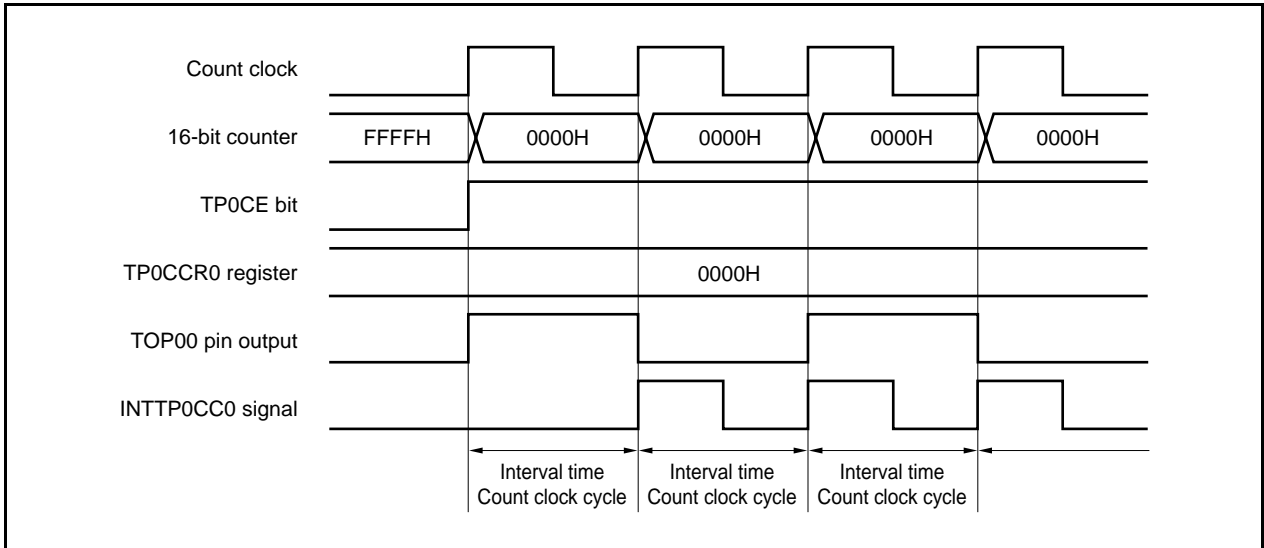 Count clock
16-bit counter FFFFH 0000H 0000H 0000H 0000H
TP0CE bit
TP0CCR0 register 0000H
TOP00 pin output
INTTP0CC0 signal
Interval time Interval time Interval time
Count clock cycle Count clock cycle Count clock cycle